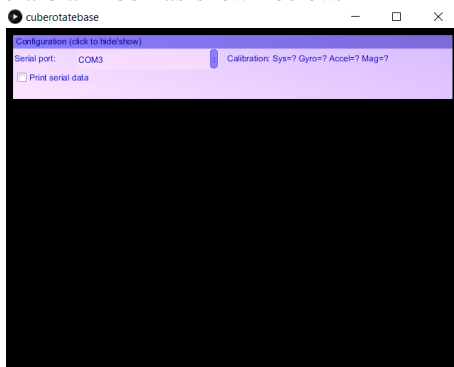 cuberotatebase
Configuration (click to hide/show)
Serial port: COM3 Calibration: Sys=? Gyro=? Accel=? Mag=?
Print serial data